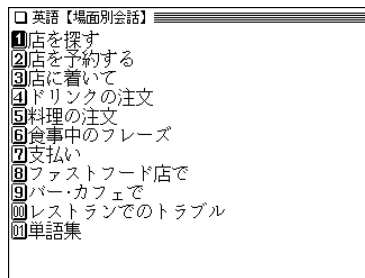 英語【場面別会話】
1店を探す
2店を予約する
3店に着いて
4ドリンクの注文
5料理の注文
6食事中のフレーズ
7支払い
8ファストフード店で
9バー・カフェで
00レストランでのトラブル
01単語集